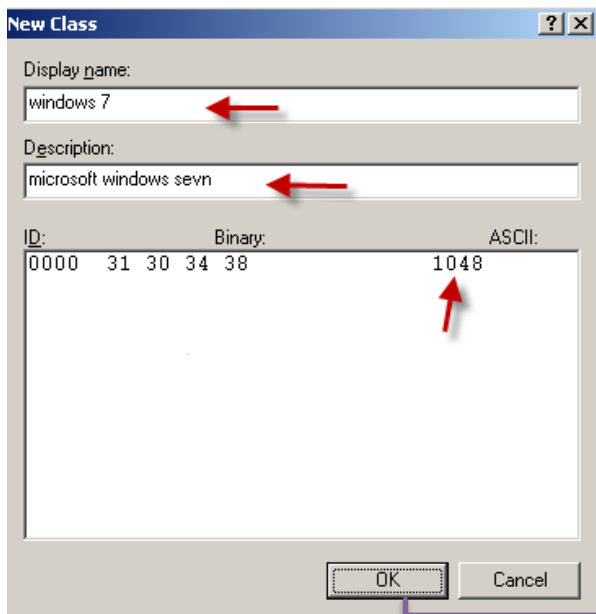 New Class
Display name:
windows 7
Description:
microsoft windows sevn
ID: Binary: ASCII:
0000 31 30 34 38 1048
OK Cancel